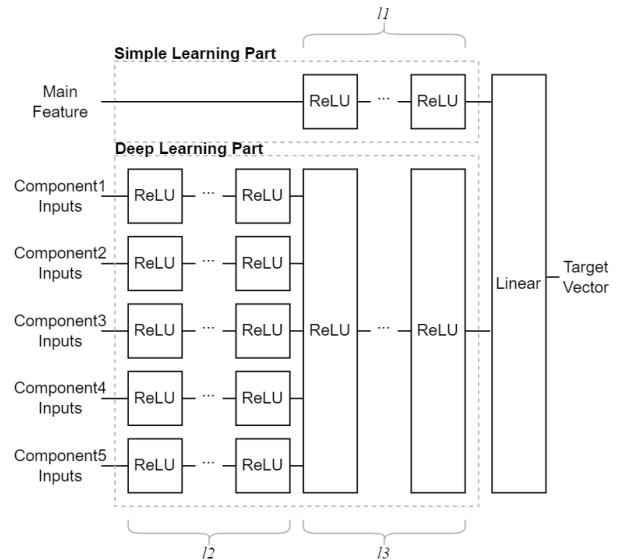 l1
Simple Learning Part
Main
Feature
ReLU ... ReLU
Deep Learning Part
Component1
Inputs
ReLU ... ReLU
Component2
Inputs
ReLU ... ReLU
Component3
Inputs
ReLU ... ReLU ReLU ... ReLU
Component4
Inputs
ReLU ... ReLU
Component5
Inputs
ReLU ... ReLU
Linear
Target
Vector
l2
l3